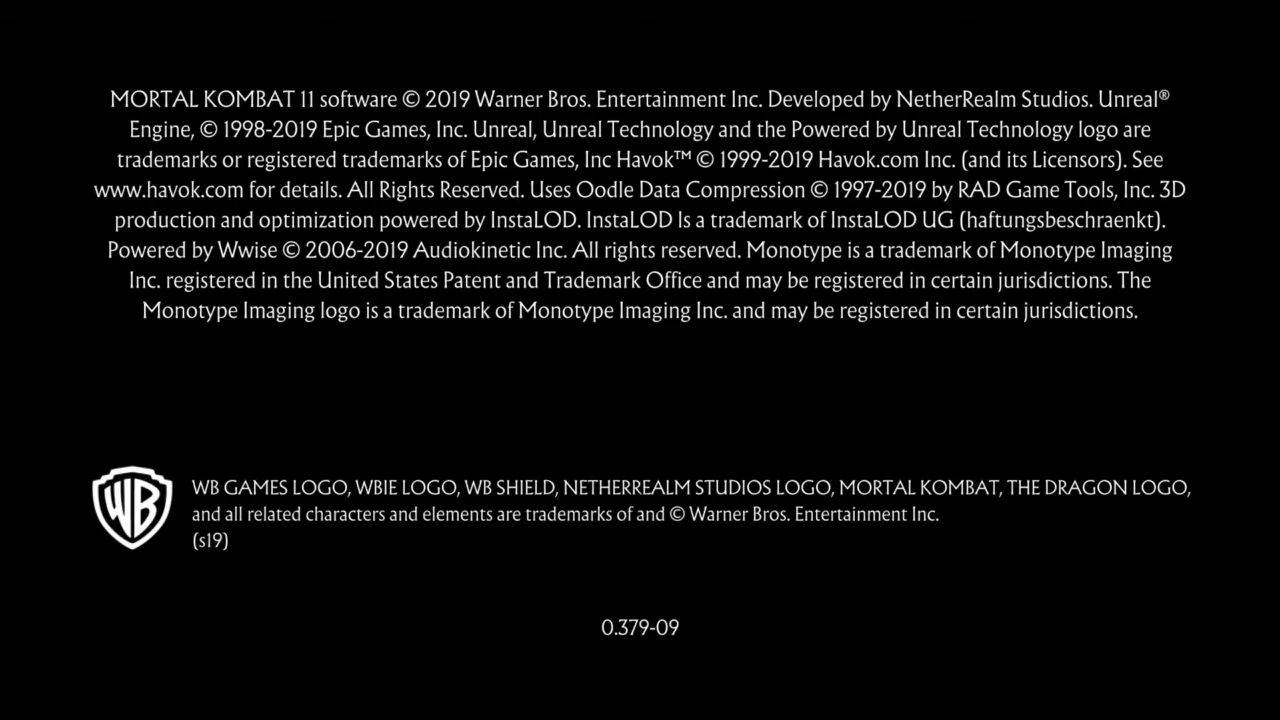 MORTAL KOMBAT 11 software © 2019 Warner Bros. Entertainment Inc. Developed by NetherRealm Studios. Unreal®
Engine, © 1998-2019 Epic Games, Inc. Unreal, Unreal Technology and the Powered by Unreal Technology logo are
trademarks or registered trademarks of Epic Games, Inc Havok™ © 1999-2019 Havok.com Inc. (and its Licensors). See
www.havok.com for details. All Rights Reserved. Uses Oodle Data Compression © 1997-2019 by RAD Game Tools, Inc. 3D
production and optimization powered by InstaLOD. InstaLOD Is a trademark of InstaLOD UG (haftungsbeschraenkt).
Powered by Wwise © 2006-2019 Audiokinetic Inc. All rights reserved. Monotype is a trademark of Monotype Imaging
Inc. registered in the United States Patent and Trademark Office and may be registered in certain jurisdictions. The
Monotype Imaging logo is a trademark of Monotype Imaging Inc. and may be registered in certain jurisdictions.
WB
WB GAMES LOGO, WBIE LOGO, WB SHIELD, NETHERREALM STUDIOS LOGO, MORTAL KOMBAT, THE DRAGON LOGO,
and all related characters and elements are trademarks of and © Warner Bros. Entertainment Inc.
(s19)
0.379-09